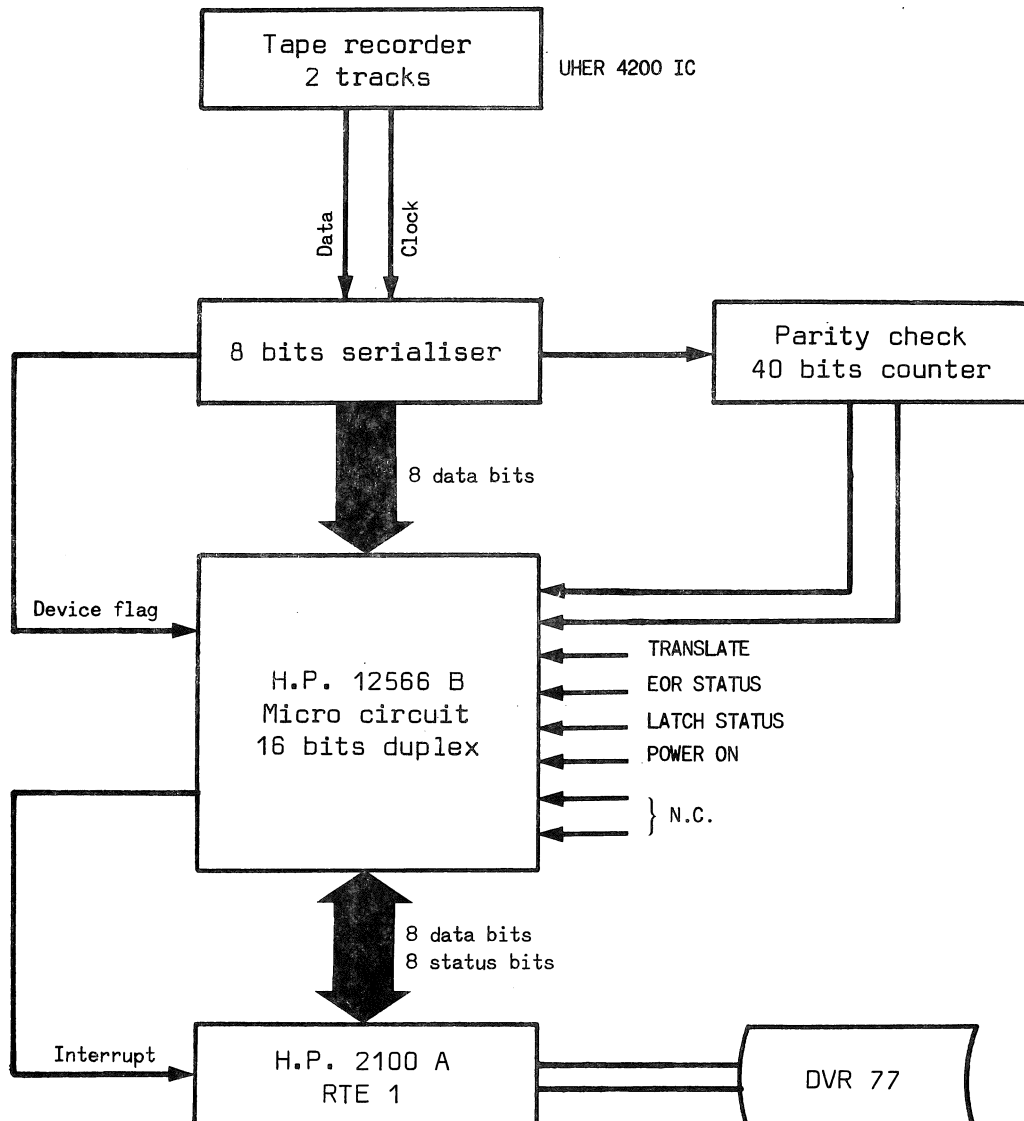 Tape recorder
2 tracks
UHER 4200 IC
Data
Clock
8 bits serialiser
Parity check
40 bits counter
8 data bits
Device flag
H.P. 12566 B
Micro circuit
16 bits duplex
TRANSLATE
EOR STATUS
LATCH STATUS
POWER ON
} N.C.
8 data bits
8 status bits
Interrupt
H.P. 2100 A
RTE 1
DVR 77